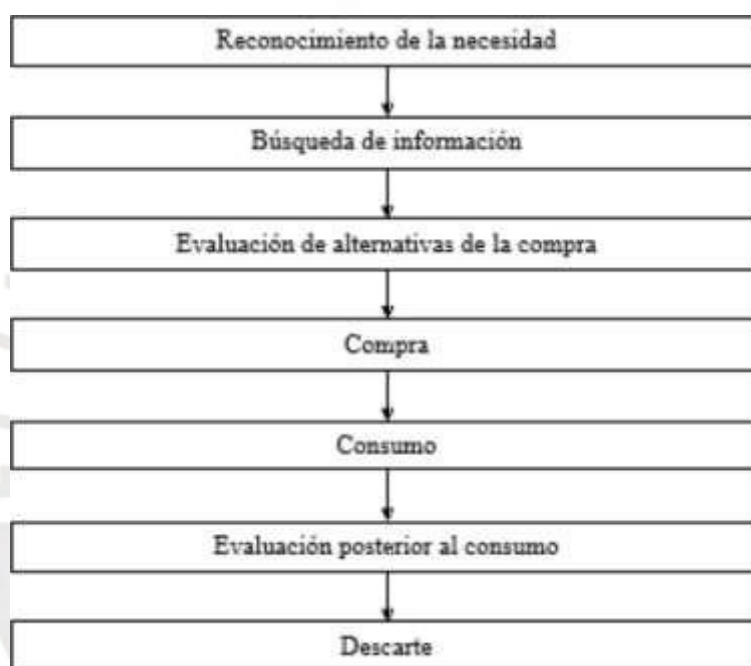 Reconocimiento de la necesidad
Búsqueda de información
Evaluación de alternativas de la compra
Compra
Consumo
Evaluación posterior al consumo
Descarte